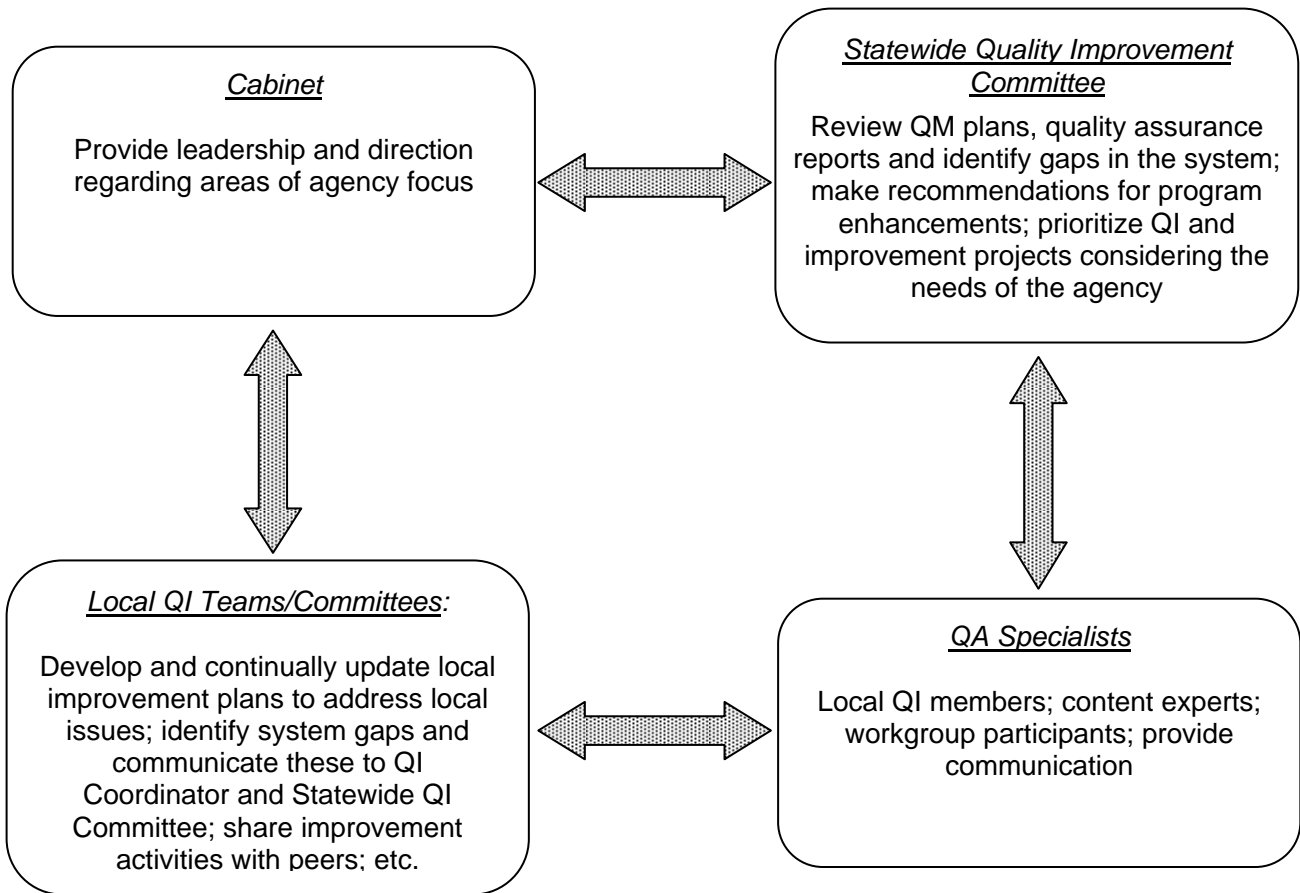 Cabinet
Provide leadership and direction
regarding areas of agency focus
Statewide Quality Improvement
Committee
Review QM plans, quality assurance
reports and identify gaps in the system;
make recommendations for program
enhancements; prioritize QI and
improvement projects considering the
needs of the agency
Local QI Teams/Committees:
Develop and continually update local
improvement plans to address local
issues; identify system gaps and
communicate these to QI
Coordinator and Statewide QI
Committee; share improvement
activities with peers; etc.
QA Specialists
Local QI members; content experts;
workgroup participants; provide
communication